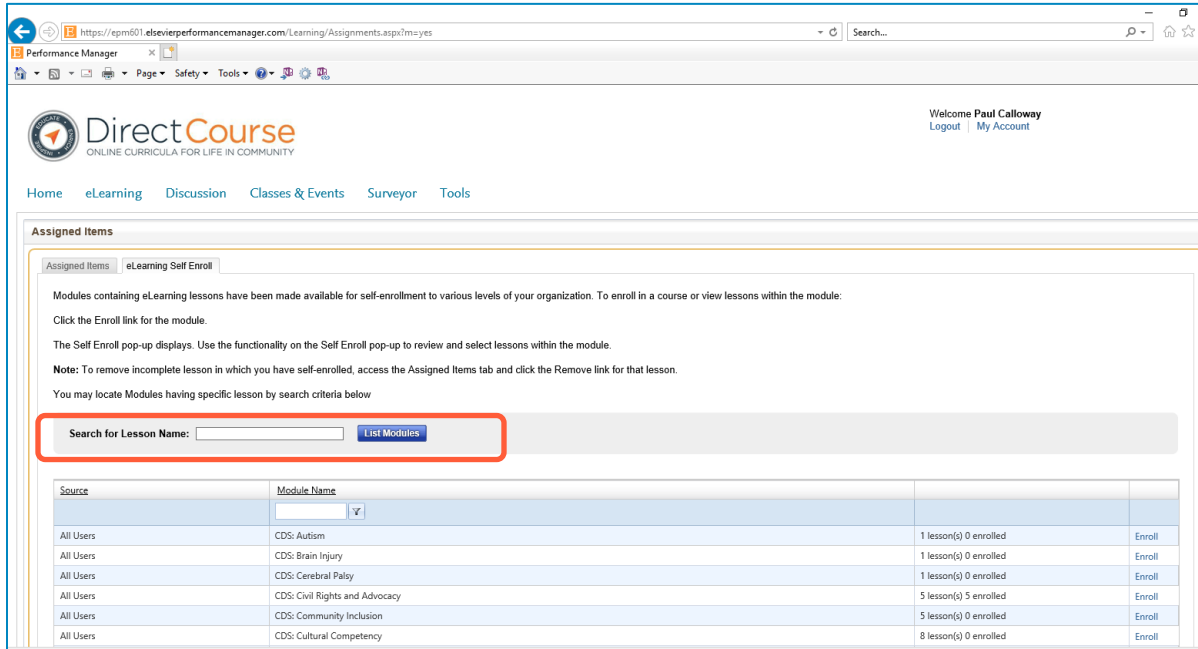 https://epm601.elsevierperformancemanager.com/Learning/Assignments.aspx?m=yes
Search...
Performance Manager
Page Safety Tools
EDUCATE ENRICH INSPIRE
DirectCourse
ONLINE CURRICULA FOR LIFE IN COMMUNITY
Welcome Paul Calloway
Logout | My Account
Home eLearning Discussion Classes & Events Surveyor Tools
Assigned Items
Assigned Items eLearning Self Enroll
Modules containing eLearning lessons have been made available for self-enrollment to various levels of your organization. To enroll in a course or view lessons within the module:
Click the Enroll link for the module.
The Self Enroll pop-up displays. Use the functionality on the Self Enroll pop-up to review and select lessons within the module.
Note: To remove incomplete lesson in which you have self-enrolled, access the Assigned Items tab and click the Remove link for that lesson.
You may locate Modules having specific lesson by search criteria below
Search for Lesson Name: List Modules
Source Module Name
All Users CDS: Autism 1 lesson(s) 0 enrolled Enroll
All Users CDS: Brain Injury 1 lesson(s) 0 enrolled Enroll
All Users CDS: Cerebral Palsy 1 lesson(s) 0 enrolled Enroll
All Users CDS: Civil Rights and Advocacy 5 lesson(s) 5 enrolled Enroll
All Users CDS: Community Inclusion 5 lesson(s) 0 enrolled Enroll
All Users CDS: Cultural Competency 8 lesson(s) 0 enrolled Enroll